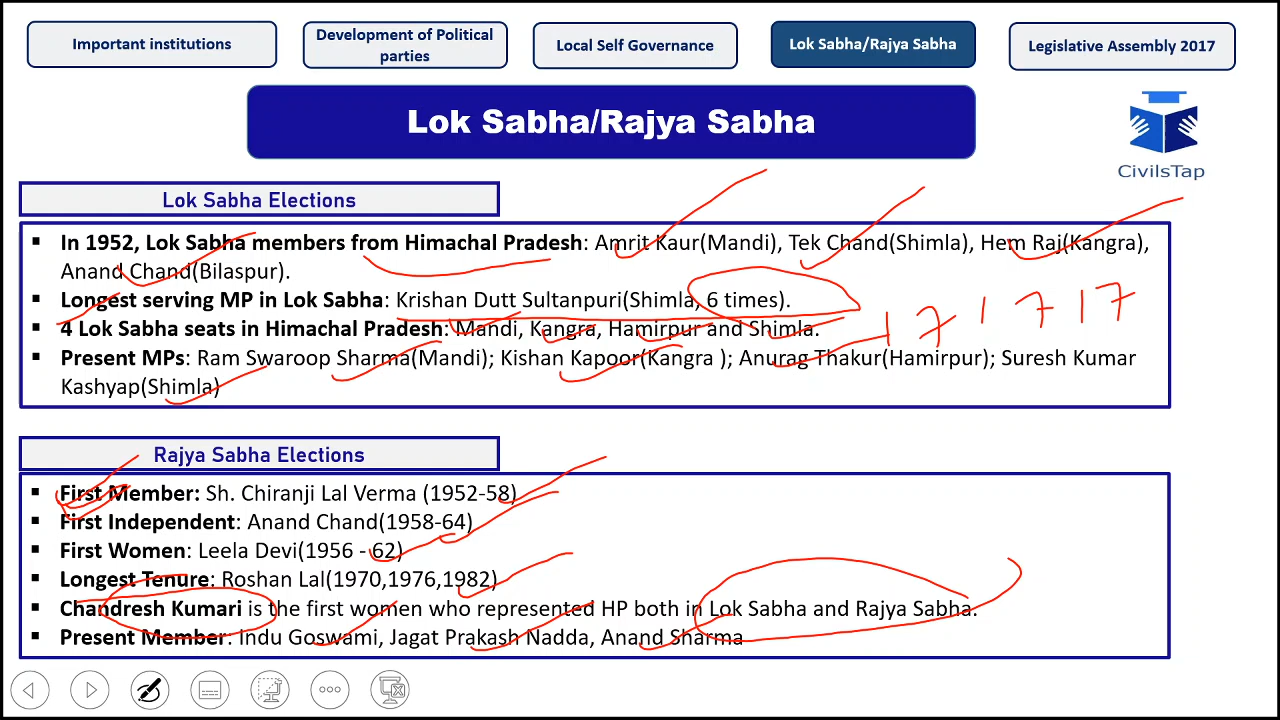 Important institutions
Development of Political
parties
Local Self Governance
Lok Sabha/Rajya Sabha
Legislative Assembly 2017
Lok Sabha/Rajya Sabha
CivilsTap
Lok Sabha Elections
▪ In 1952, Lok Sabha members from Himachal Pradesh: Amrit Kaur(Mandi), Tek Chand(Shimla), Hem Raj(Kangra),
Anand Chand(Bilaspur).
▪ Longest serving MP in Lok Sabha: Krishan Dutt Sultanpuri(Shimla, 6 times).
▪ 4 Lok Sabha seats in Himachal Pradesh: Mandi, Kangra, Hamirpur and Shimla.
17 17 17
▪ Present MPs: Ram Swaroop Sharma(Mandi); Kishan Kapoor(Kangra ); Anurag Thakur(Hamirpur); Suresh Kumar
Kashyap(Shimla)
Rajya Sabha Elections
▪ First Member: Sh. Chiranji Lal Verma (1952-58)
▪ First Independent: Anand Chand(1958-64)
▪ First Women: Leela Devi(1956 - 62)
▪ Longest Tenure: Roshan Lal(1970,1976,1982)
▪ Chandresh Kumari is the first women who represented HP both in Lok Sabha and Rajya Sabha.
▪ Present Member: Indu Goswami, Jagat Prakash Nadda, Anand Sharma